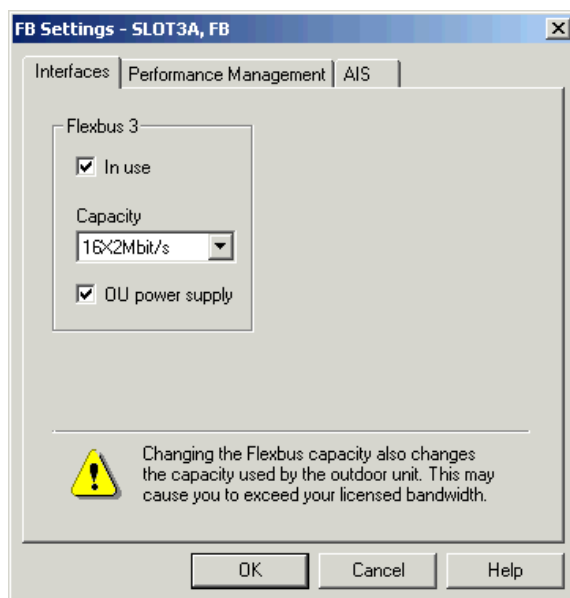 FB Settings - SLOT3A, FB
Interfaces
Performance Management
AIS
Flexbus 3
In use
Capacity
16X2Mbit/s
OU power supply
Changing the Flexbus capacity also changes
the capacity used by the outdoor unit. This may
cause you to exceed your licensed bandwidth.
OK
Cancel
Help